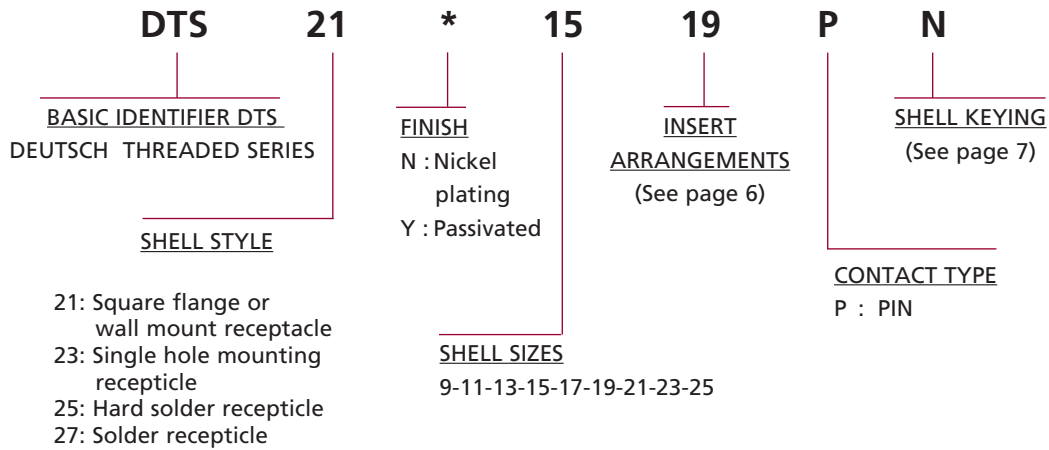 DTS 21 * 15 19 P N
BASIC IDENTIFIER DTS
DEUTSCH THREADED SERIES
SHELL STYLE
21: Square flange or
wall mount receptacle
23: Single hole mounting
recepticle
25: Hard solder recepticle
27: Solder recepticle
FINISH
N : Nickel
plating
Y : Passivated
SHELL SIZES
9-11-13-15-17-19-21-23-25
INSERT
ARRANGEMENTS
(See page 6)
CONTACT TYPE
P : PIN
SHELL KEYING
(See page 7)